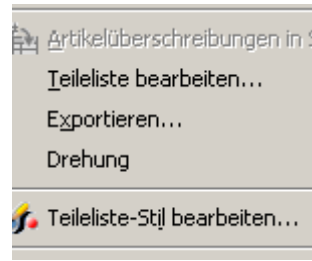 Artikelüberschreibungen in
Teileliste bearbeiten...
Exportieren...
Drehung
Teileliste-Stil bearbeiten...